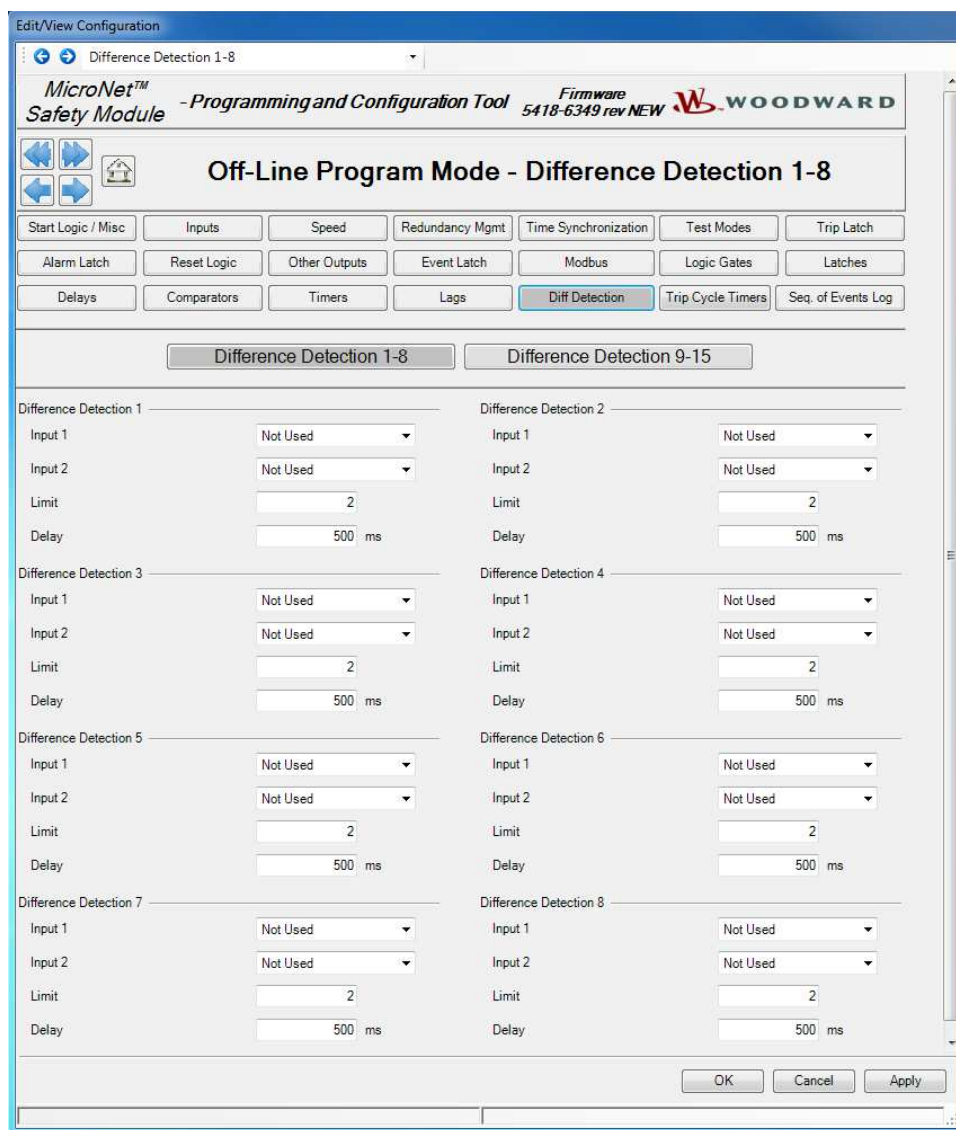 Edit/View Configuration
Difference Detection 1-8
MicroNet™
Safety Module
- Programming and Configuration Tool
Firmware
5418-6349 rev NEW
WOODWARD
Off-Line Program Mode - Difference Detection 1-8
Start Logic / Misc Inputs Speed Redundancy Mgmt Time Synchronization Test Modes Trip Latch
Alarm Latch Reset Logic Other Outputs Event Latch Modbus Logic Gates Latches
Delays Comparators Timers Lags Diff Detection Trip Cycle Timers Seq. of Events Log
Difference Detection 1-8 Difference Detection 9-15
Difference Detection 1 Difference Detection 2
Input 1 Not Used Input 1 Not Used
Input 2 Not Used Input 2 Not Used
Limit 2 Limit 2
Delay 500 ms Delay 500 ms
Difference Detection 3 Difference Detection 4
Input 1 Not Used Input 1 Not Used
Input 2 Not Used Input 2 Not Used
Limit 2 Limit 2
Delay 500 ms Delay 500 ms
Difference Detection 5 Difference Detection 6
Input 1 Not Used Input 1 Not Used
Input 2 Not Used Input 2 Not Used
Limit 2 Limit 2
Delay 500 ms Delay 500 ms
Difference Detection 7 Difference Detection 8
Input 1 Not Used Input 1 Not Used
Input 2 Not Used Input 2 Not Used
Limit 2 Limit 2
Delay 500 ms Delay 500 ms
OK Cancel Apply